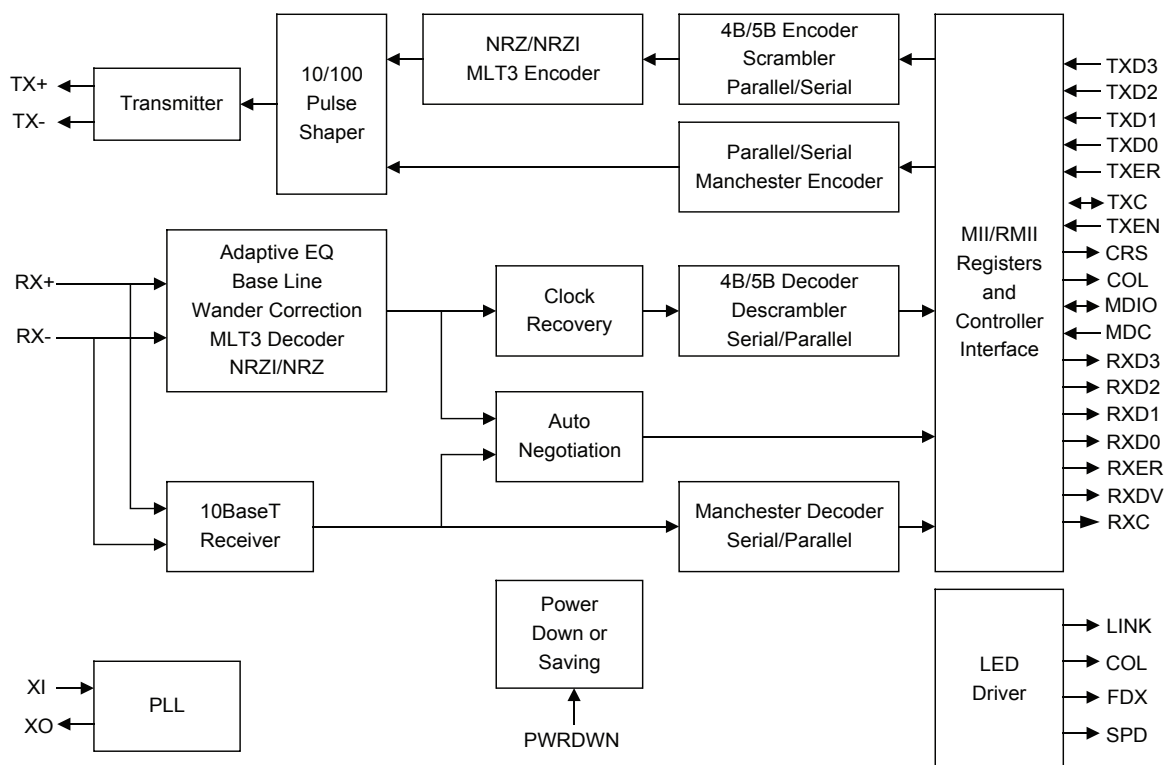 TX+
TX-
Transmitter
10/100
Pulse
Shaper
NRZ/NRZI
MLT3 Encoder
4B/5B Encoder
Scrambler
Parallel/Serial
Parallel/Serial
Manchester Encoder
RX+
RX-
Adaptive EQ
Base Line
Wander Correction
MLT3 Decoder
NRZI/NRZ
Clock
Recovery
4B/5B Decoder
Descrambler
Serial/Parallel
Auto
Negotiation
10BaseT
Receiver
Manchester Decoder
Serial/Parallel
MII/RMII
Registers
and
Controller
Interface
TXD3
TXD2
TXD1
TXD0
TXER
TXC
TXEN
CRS
COL
MDIO
MDC
RXD3
RXD2
RXD1
RXD0
RXER
RXDV
RXC
Power
Down or
Saving
PWRDWN
XI
XO
PLL
LED
Driver
LINK
COL
FDX
SPD